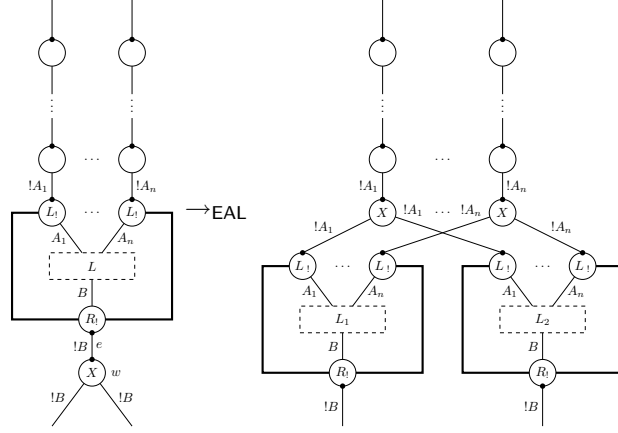 ⋮ ⋮ ⋮ ⋮
... ...
!A₁ !Aₙ !A₁ !Aₙ
L! ... L! →EAL X !A₁ ... !Aₙ X
A₁ Aₙ !A₁ !Aₙ
L L! ... L! L! ... L!
B A₁ Aₙ A₁ Aₙ
R! L₁ L₂
!B e B B
X w R! R!
!B !B !B !B